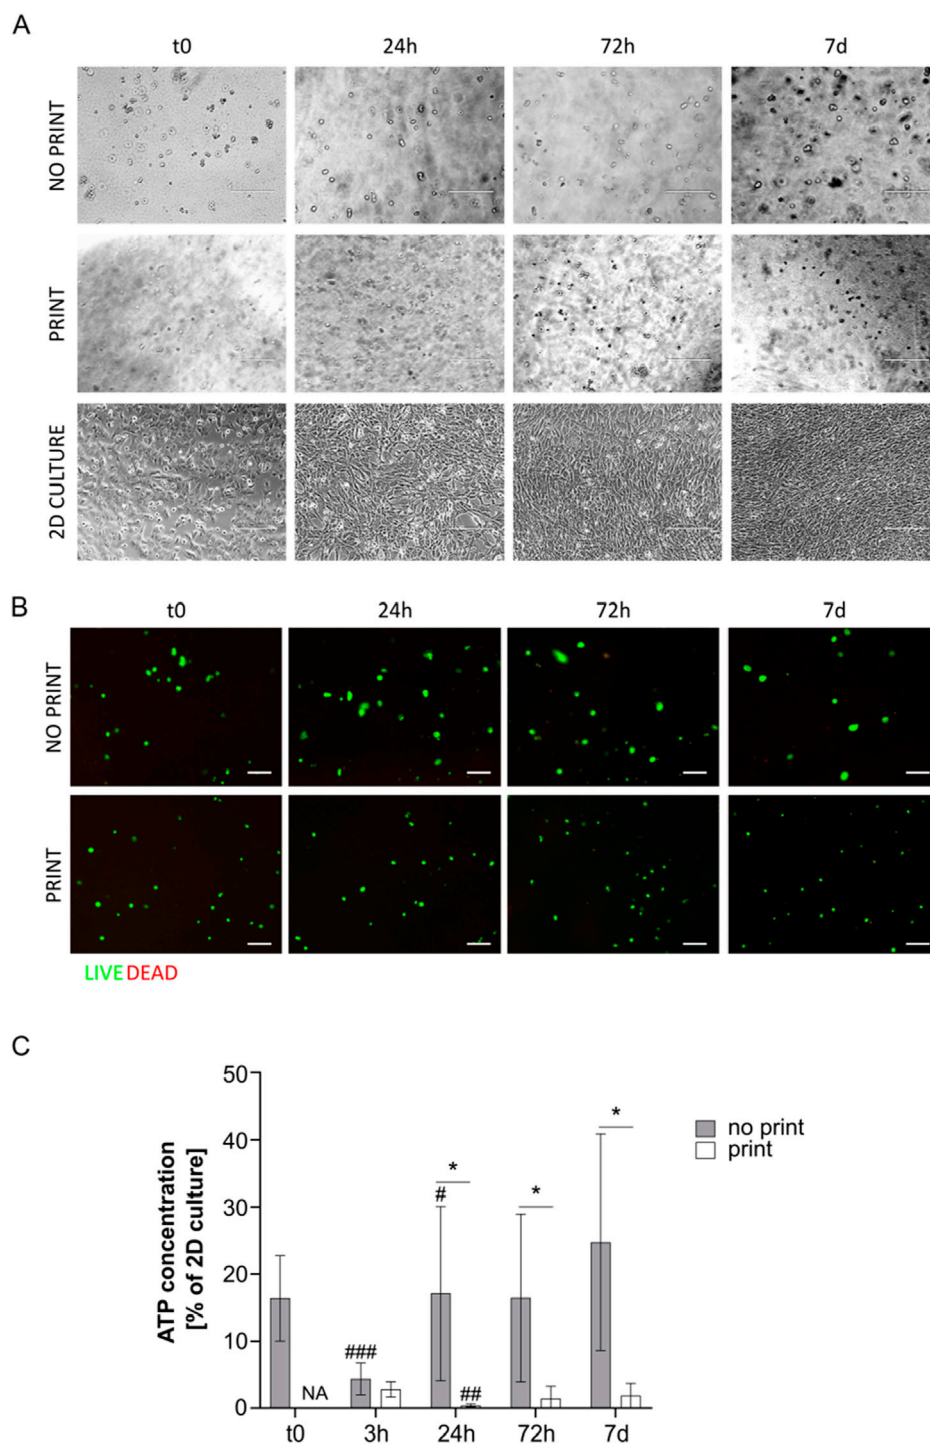 A
t0 24h 72h 7d
NO PRINT
PRINT
2D CULTURE
B
t0 24h 72h 7d
NO PRINT
PRINT
LIVE DEAD
C
ATP concentration
[% of 2D culture]
50
40
30
20
10
0
NA
###
#
##
*
*
*
t0 3h 24h 72h 7d
no print
print